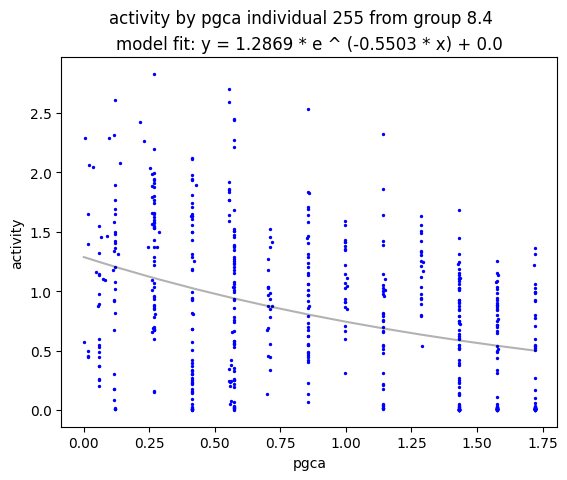 activity by pgca individual 255 from group 8.4
model fit: y = 1.2869 * e ^ (-0.5503 * x) + 0.0
2.5
2.0
1.5
1.0
0.5
0.0
activity
0.00 0.25 0.50 0.75 1.00 1.25 1.50 1.75
pgca